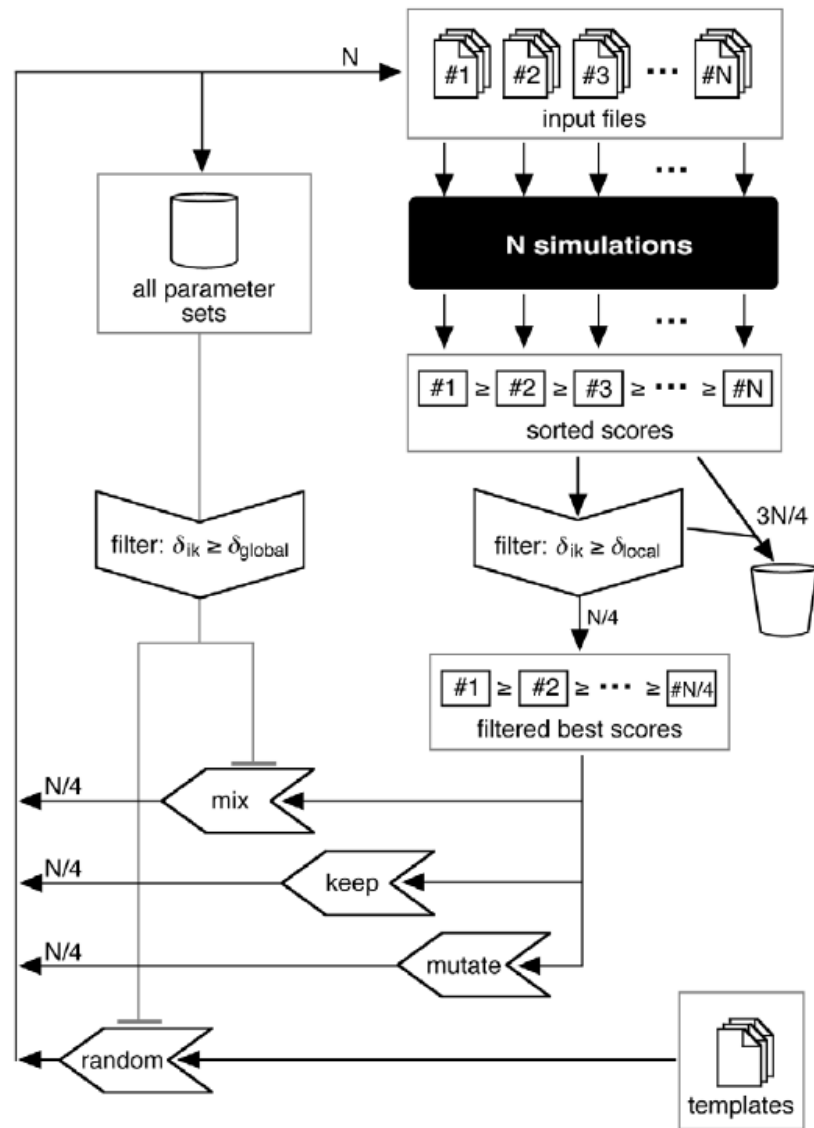 N
#1 #2 #3 ··· #N
input files
···
N simulations
all parameter
sets
···
#1 ≥ #2 ≥ #3 ≥ ··· ≥ #N
sorted scores
3N/4
filter: δik ≥ δglobal
filter: δik ≥ δlocal
N/4
#1 ≥ #2 ≥ ··· ≥ #N/4
filtered best scores
N/4
mix
N/4
keep
N/4
mutate
random
templates